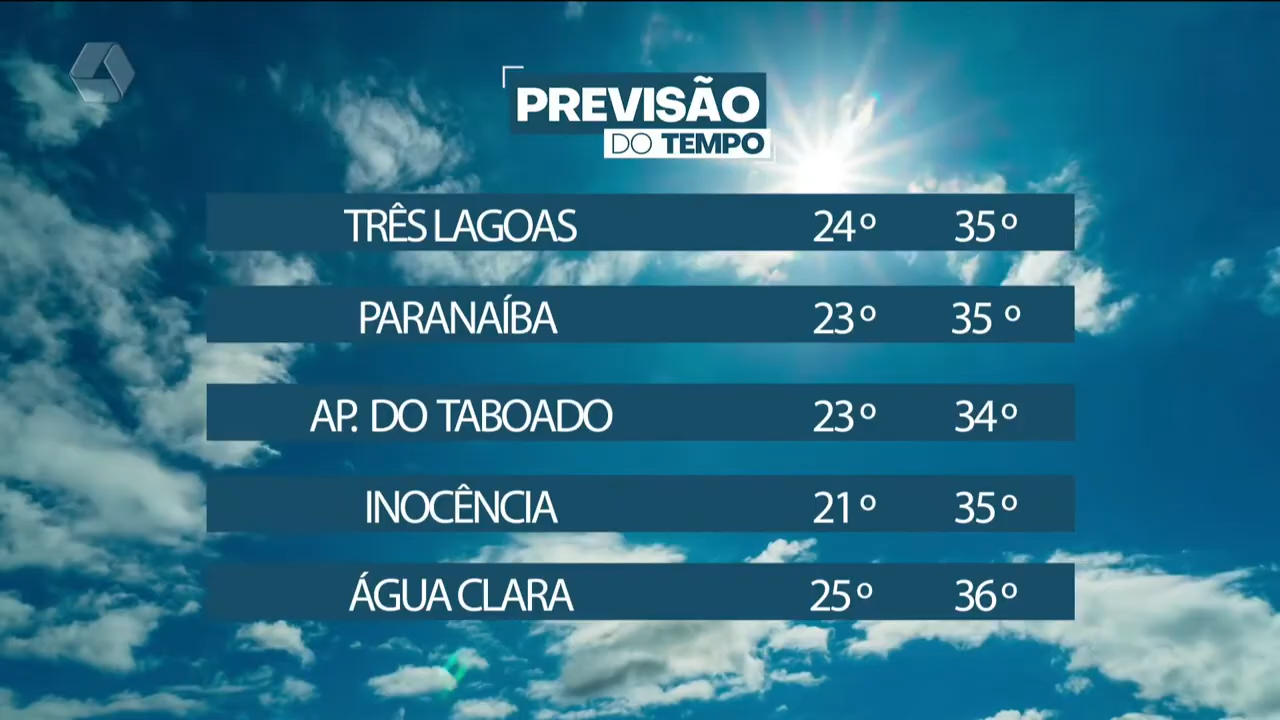 PREVISÃO
DO TEMPO
TRÊS LAGOAS 24º 35º
PARANAÍBA 23º 35 º
AP. DO TABOADO 23º 34º
INOCÊNCIA 21º 35º
ÁGUA CLARA 25º 36º